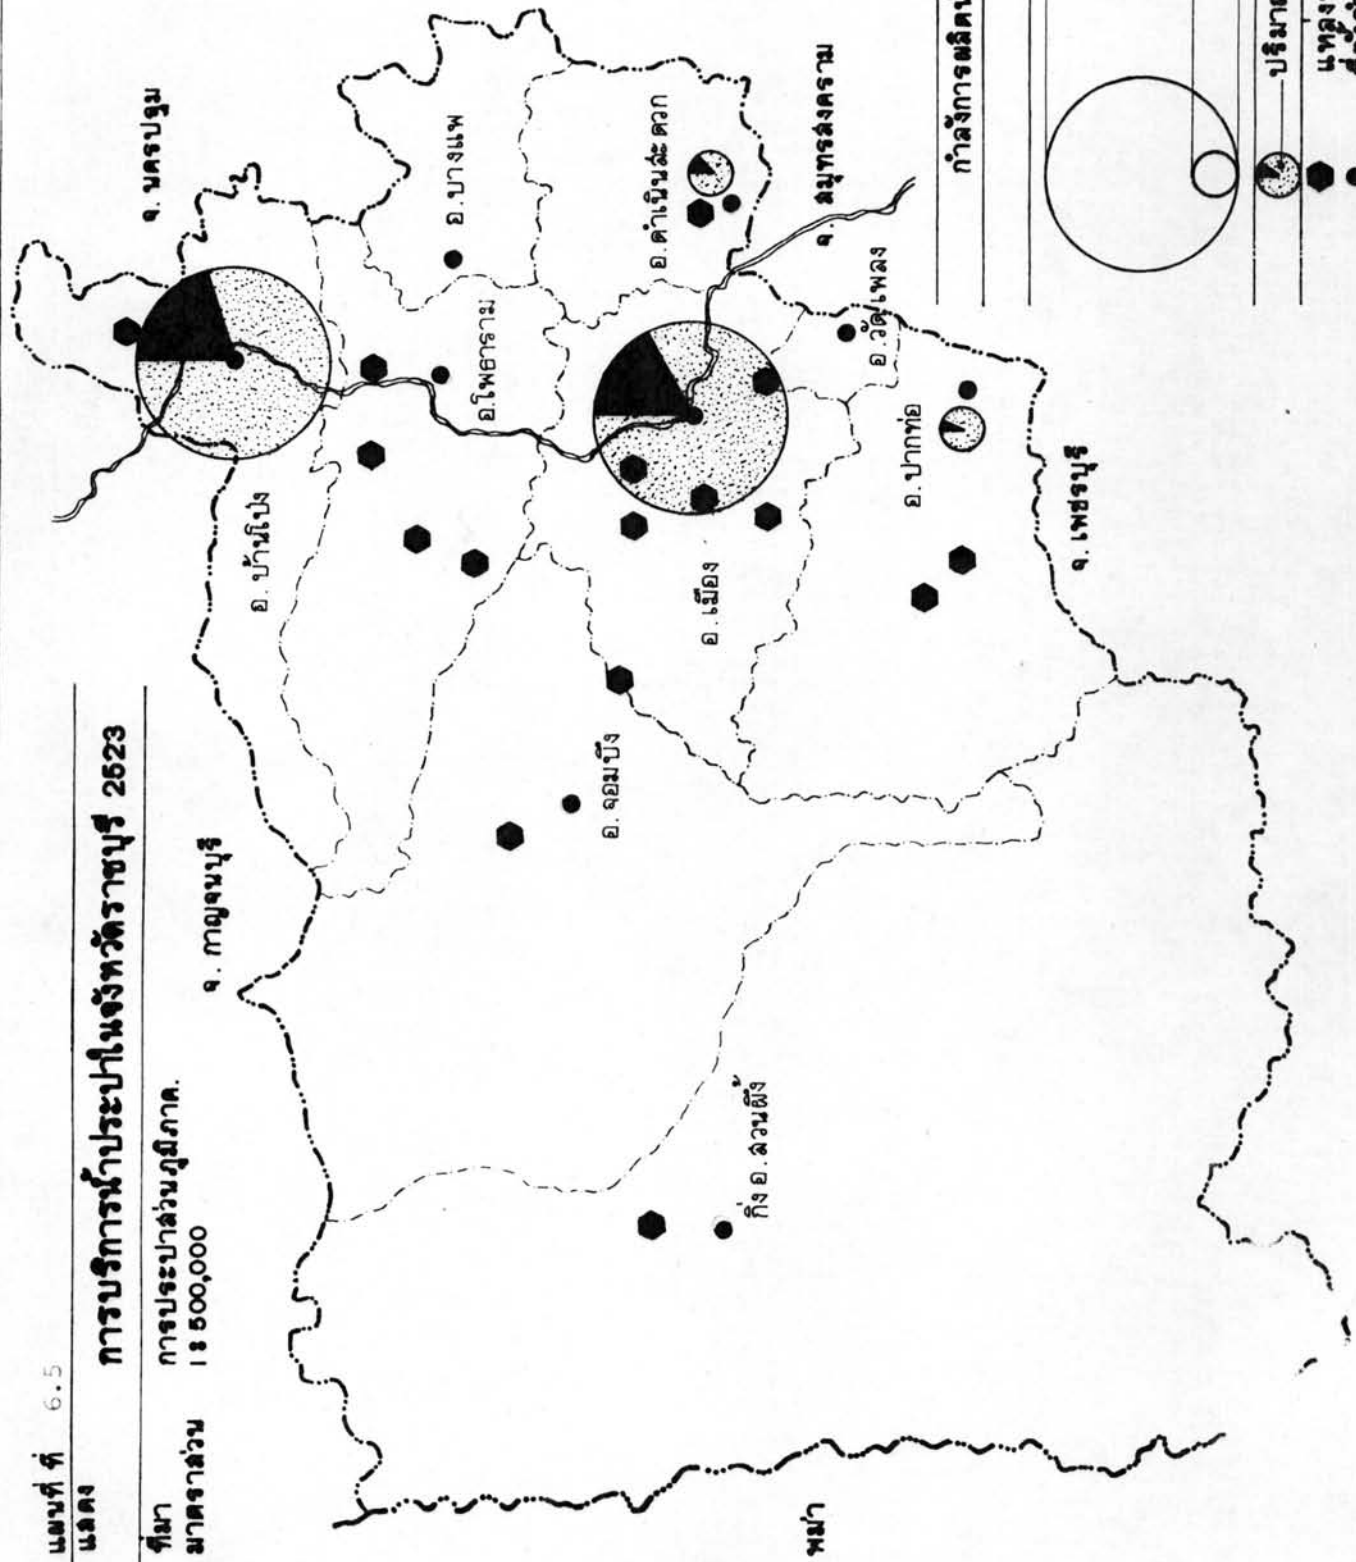 แผนที่ ที่ 6.5
แสดง การบริการน้ำประปาในจังหวัดราชบุรี 2523
ที่มา การประปาส่วนภูมิภาค.
มาตราส่วน 1:500,000
จ. กาญจนบุรี
จ. นครปฐม
อ. บ้านโป่ง
อ. บางแพ
อ.โพธาราม
อ. จอมบึง
อ. ดำเนินสะดวก
กิ่ง อ. สวนผึ้ง
อ. เมือง
จ. สมุทรสงคราม
อ. วัดเพลง
อ. ปากท่อ
พม่า
จ. เพชรบุรี
กำลังการผลิต